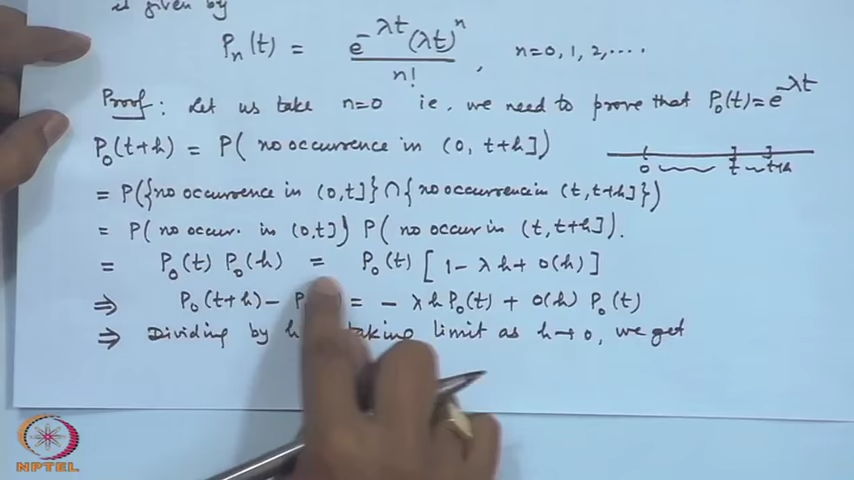 is given by
Pₙ(t) = e^{-λt}(λt)^n / n! , n=0, 1, 2, ....
Proof : Let us take n=0 ie. we need to prove that P₀(t)=e^{-λt}
P₀(t+h) = P( no occurrence in (0, t+h])
0 t t+h
= P({no occurrence in (0,t]}∩{no occurrence in (t,t+h]})
= P(no occur. in (0,t]) P( no occur in (t,t+h]).
= P₀(t) P₀(h) = P₀(t) [1-λh+0(h)]
⇒ P₀(t+h)- P = -λh P₀(t) + 0(h) P₀(t)
⇒ Dividing by h taking limit as h→0, we get
NPTEL